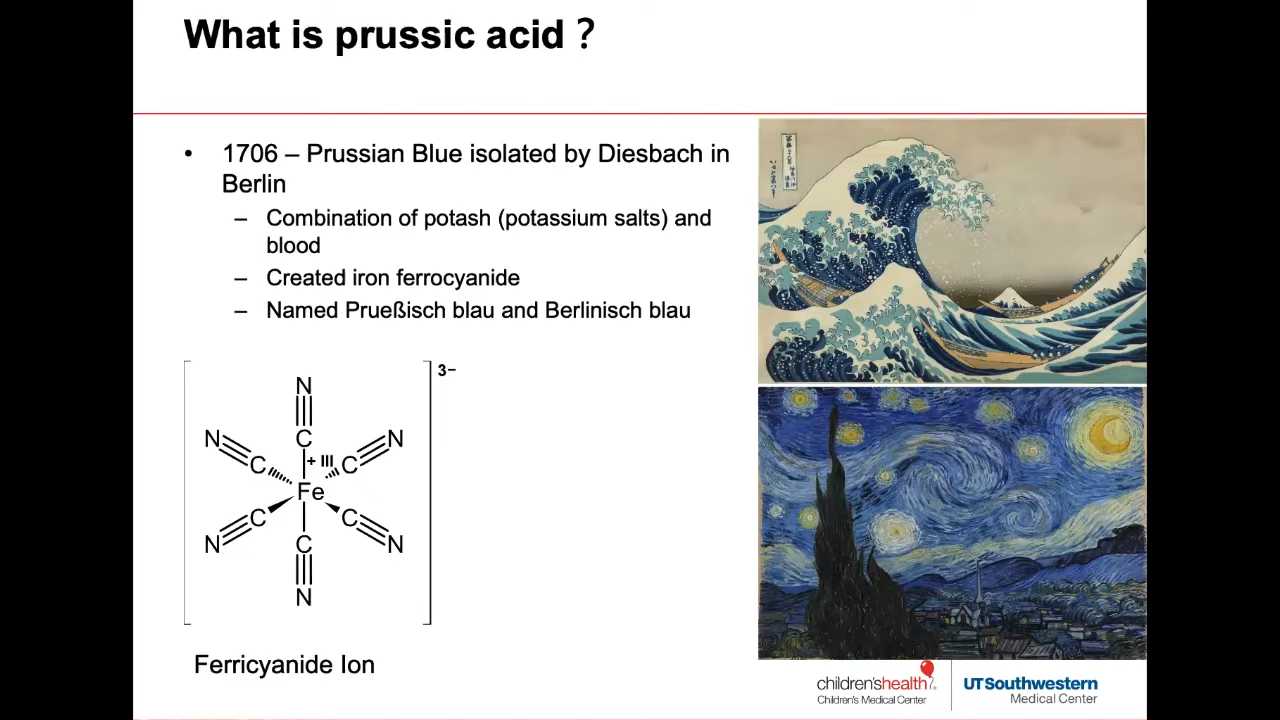 What is prussic acid？
• 1706 – Prussian Blue isolated by Diesbach in
Berlin
– Combination of potash (potassium salts) and
blood
– Created iron ferrocyanide
– Named Prueßisch blau and Berlinisch blau
3−
N
N
C
N
C
+ III
C
Fe
C
C
C
N
N
N
Ferricyanide Ion
children'shealth
Children's Medical Center
UT Southwestern
Medical Center